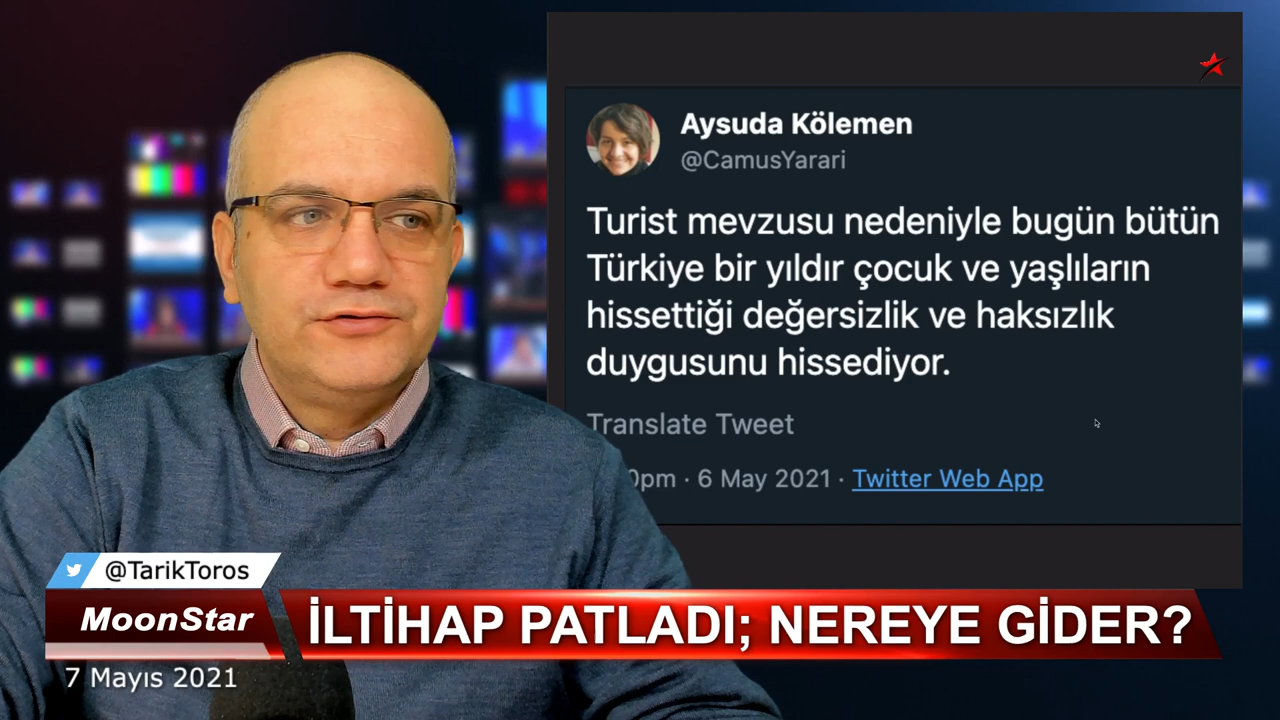 Aysuda Kölemen
@CamusYarari
Turist mevzusu nedeniyle bugün bütün
Türkiye bir yıldır çocuk ve yaşlıların
hissettiği değersizlik ve haksızlık
duygusunu hissediyor.
Translate Tweet
0pm · 6 May 2021 · Twitter Web App
@TarikToros
MoonStar
İLTİHAP PATLADI; NEREYE GİDER?
7 Mayıs 2021